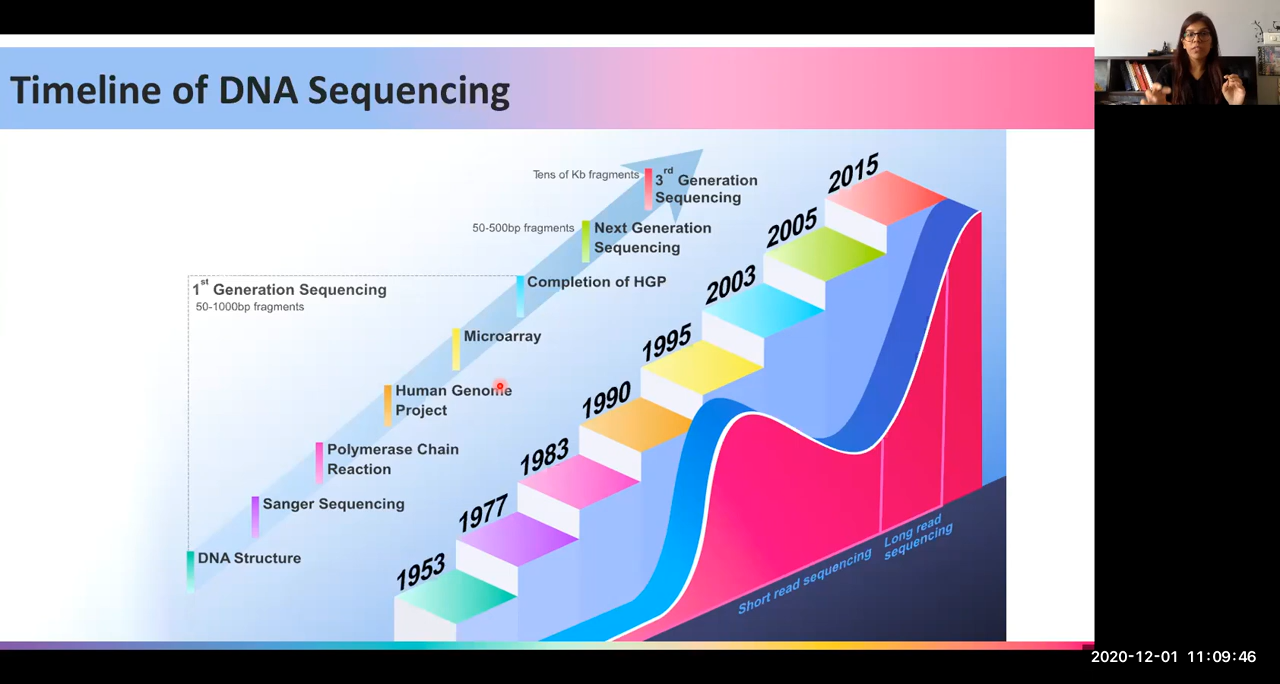 Timeline of DNA Sequencing
Tens of Kb fragments
3rd Generation
Sequencing
50-500bp fragments
Next Generation
Sequencing
Completion of HGP
1st Generation Sequencing
50-1000bp fragments
Microarray
Human Genome
Project
Polymerase Chain
Reaction
Sanger Sequencing
DNA Structure
2015
2005
2003
1995
1990
1983
1977
1953
Short read sequencing
Long read
sequencing
2020-12-01 11:09:46